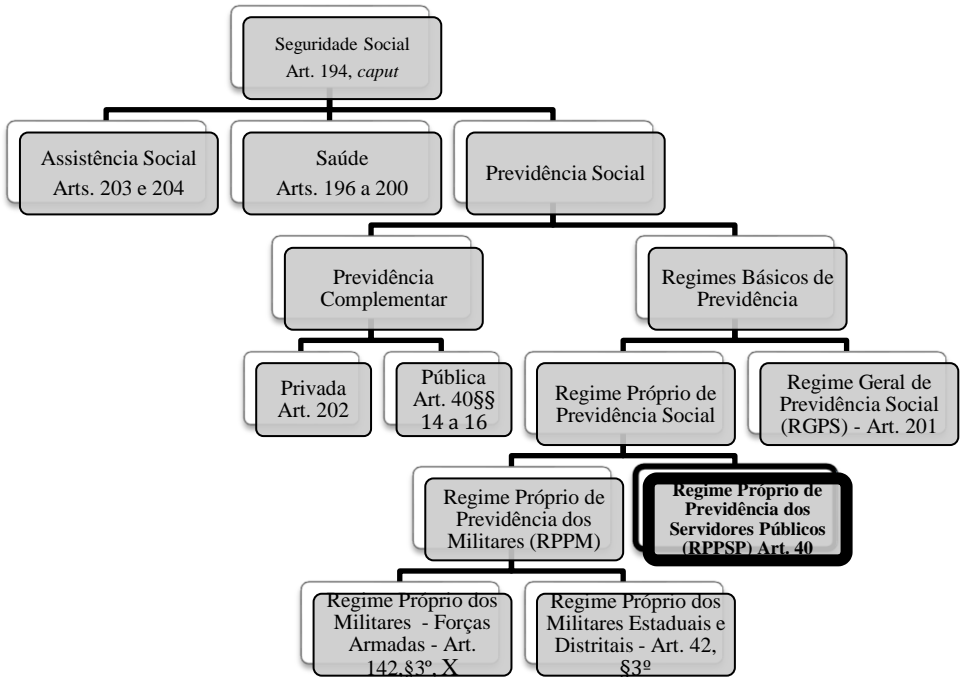 Seguridade Social
Art. 194, caput
Assistência Social
Arts. 203 e 204
Saúde
Arts. 196 a 200
Previdência Social
Previdência
Complementar
Regimes Básicos de
Previdência
Privada
Art. 202
Pública
Art. 40§§
14 a 16
Regime Próprio de
Previdência Social
Regime Geral de
Previdência Social
(RGPS) - Art. 201
Regime Próprio de
Previdência dos
Militares (RPPM)
Regime Próprio de
Previdência dos
Servidores Públicos
(RPPSP) Art. 40
Regime Próprio dos
Militares - Forças
Armadas - Art.
142,§3º, X
Regime Próprio dos
Militares Estaduais e
Distritais - Art. 42,
§3º